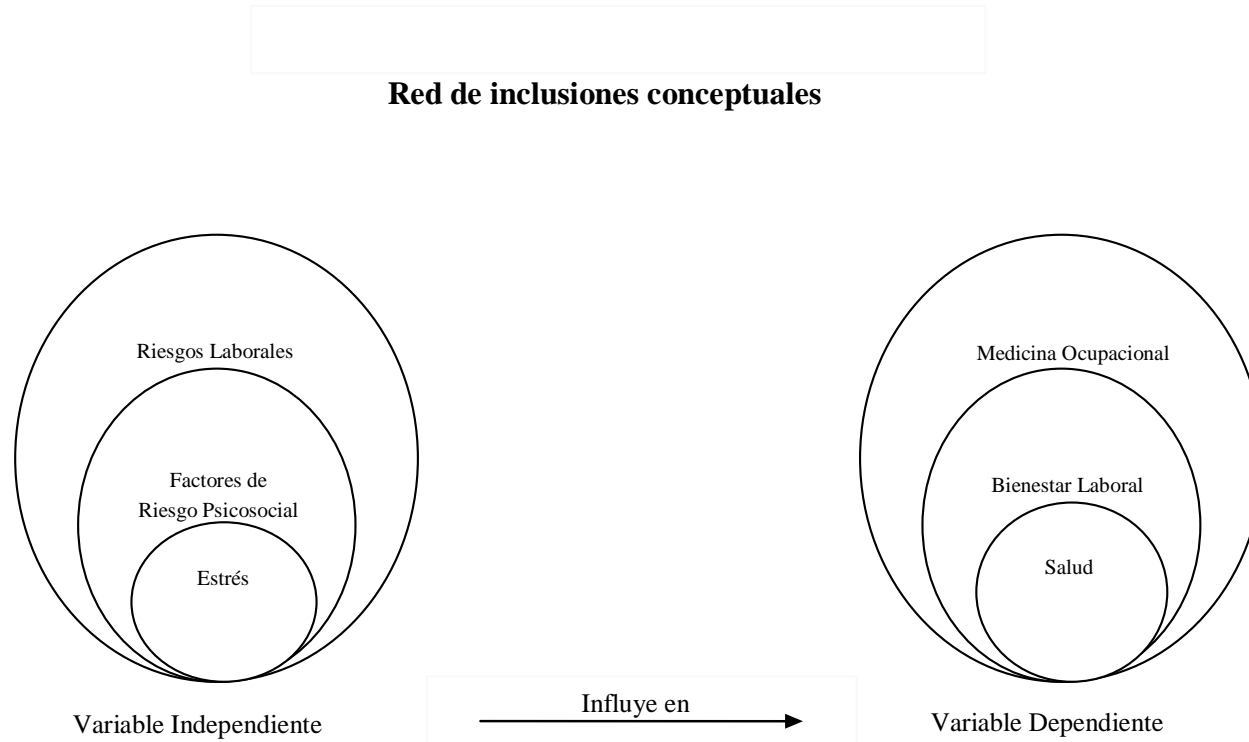 Red de inclusiones conceptuales
Riesgos Laborales
Factores de
Riesgo Psicosocial
Estrés
Variable Independiente
Influye en
Medicina Ocupacional
Bienestar Laboral
Salud
Variable Dependiente